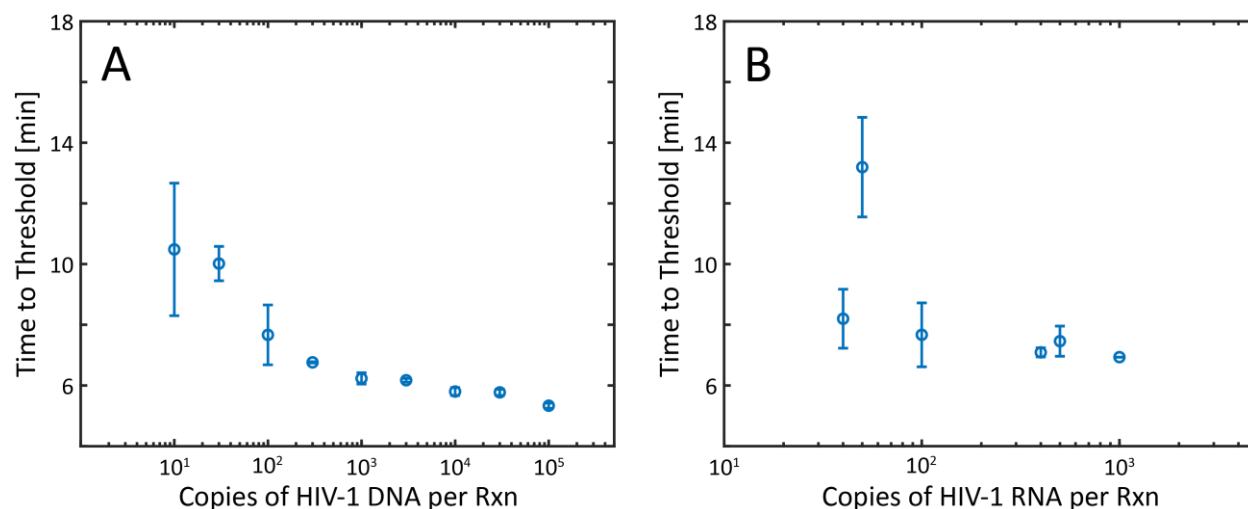 A
18
14
10
6
Time to Threshold [min]
10¹ 10² 10³ 10⁴ 10⁵
Copies of HIV-1 DNA per Rxn
B
18
14
10
6
Time to Threshold [min]
10¹ 10² 10³
Copies of HIV-1 RNA per Rxn